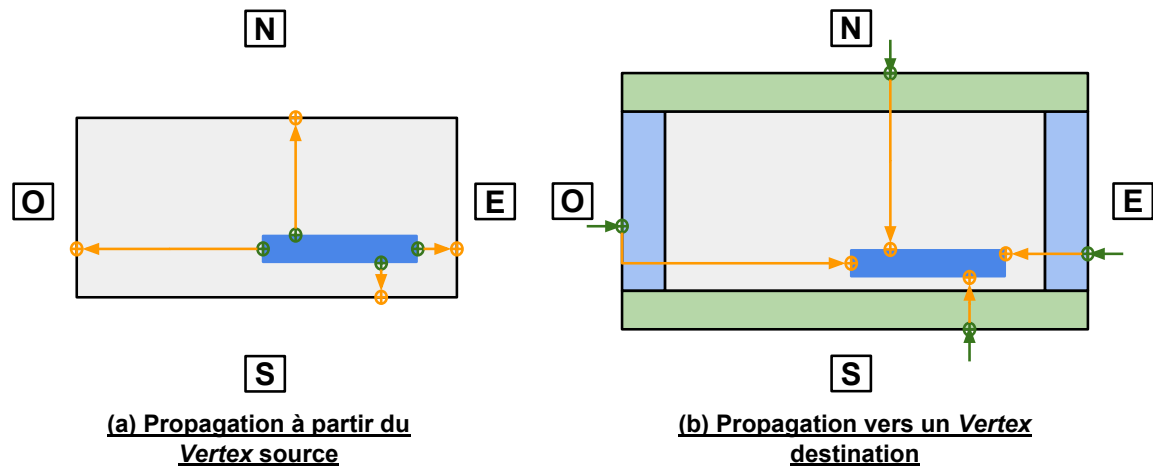 N
O
E
S
(a) Propagation à partir du
Vertex source
N
O
E
S
(b) Propagation vers un Vertex
destination